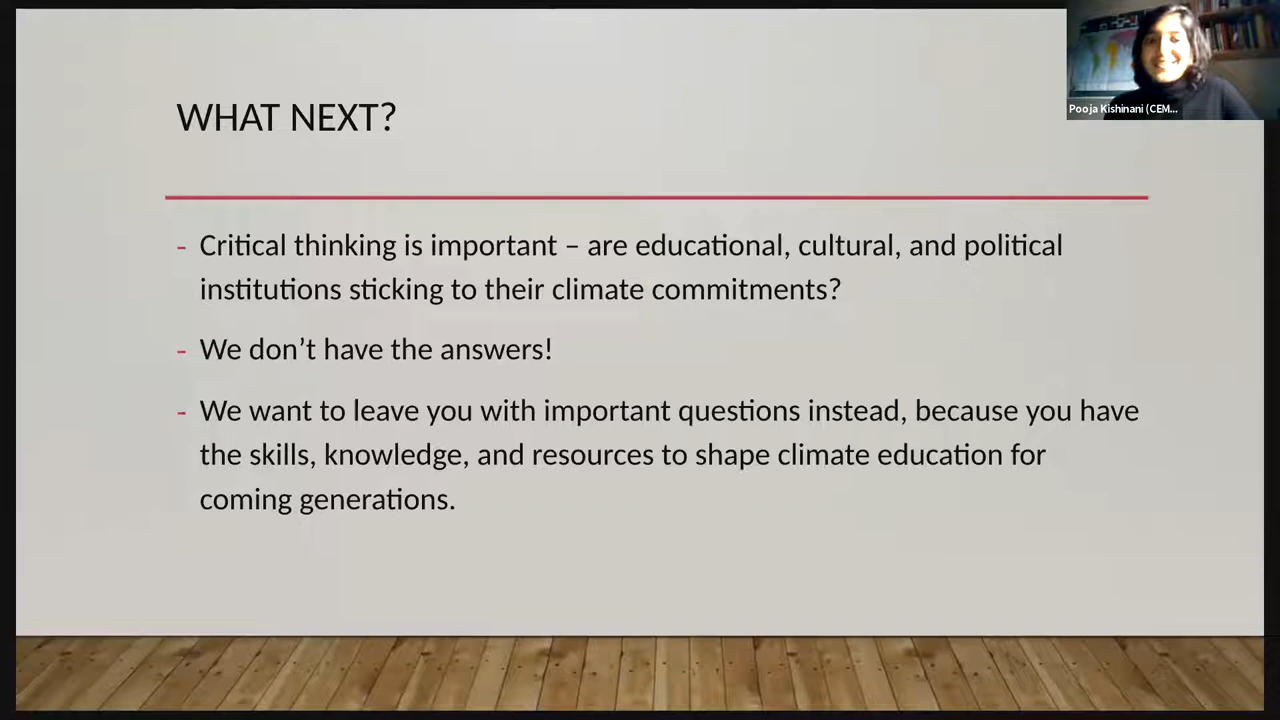 WHAT NEXT?
Pooja Kishinani (CEM...
- Critical thinking is important – are educational, cultural, and political
institutions sticking to their climate commitments?
- We don’t have the answers!
- We want to leave you with important questions instead, because you have
the skills, knowledge, and resources to shape climate education for
coming generations.